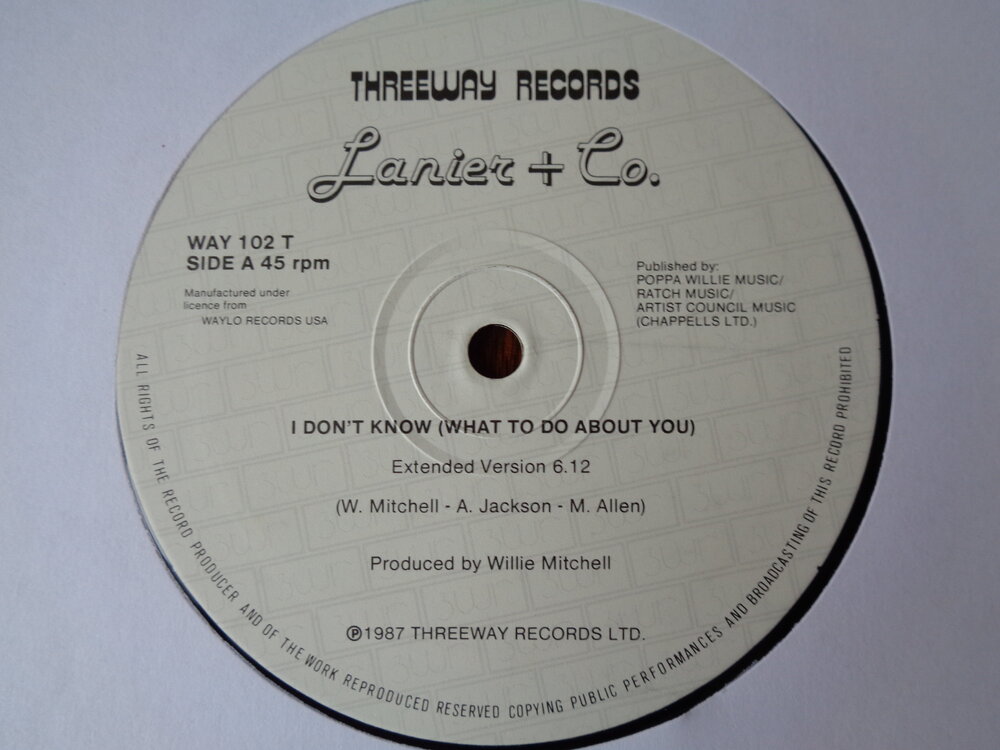 THREEWAY RECORDS
Lanier + Co.
WAY 102 T
SIDE A 45 rpm
Manufactured under
licence from
WAYLO RECORDS USA
Published by:
POPPA WILLIE MUSIC/
RATCH MUSIC/
ARTIST COUNCIL MUSIC
(CHAPPELLS LTD.)
I DON'T KNOW (WHAT TO DO ABOUT YOU)
Extended Version 6.12
(W. Mitchell - A. Jackson - M. Allen)
Produced by Willie Mitchell
℗1987 THREEWAY RECORDS LTD.
ALL RIGHTS OF THE RECORD PRODUCER AND OF THE WORK REPRODUCED RESERVED COPYING PUBLIC PERFORMANCES AND BROADCASTING OF THIS RECORD PROHIBITED